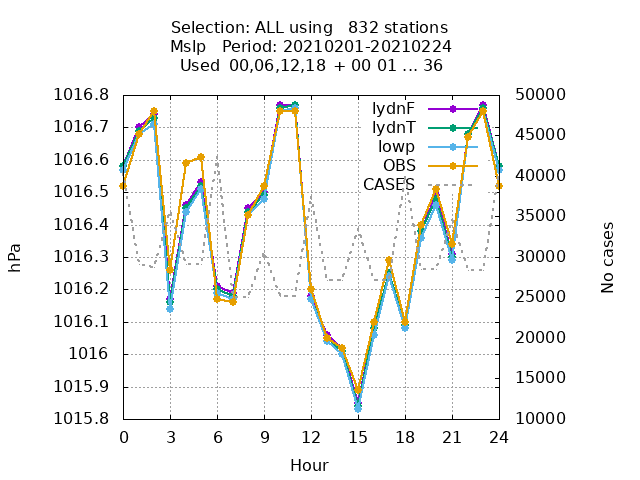 Selection: ALL using   832 stations
Mslp   Period: 20210201-20210224
Used  00,06,12,18 + 00 01 ... 36
1016.8
1016.7
1016.6
1016.5
1016.4
1016.3
1016.2
1016.1
1016
1015.9
1015.8
hPa
lydnF
lydnT
lowp
OBS
CASES
50000
45000
40000
35000
30000
25000
20000
15000
10000
No cases
0 3 6 9 12 15 18 21 24
Hour